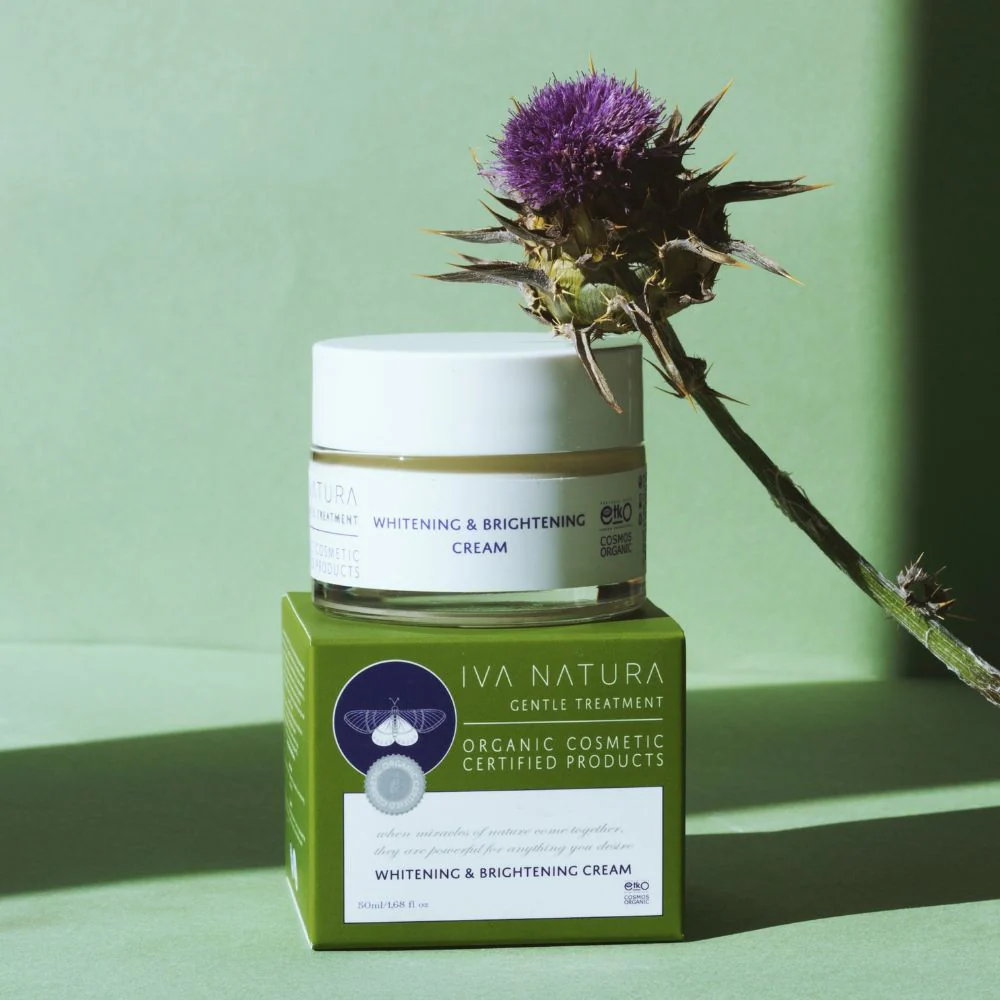 NATURA
TREATMENT
COSMETIC
PRODUCTS
WHITENING & BRIGHTENING
CREAM
etkO
COSMOS
ORGANIC
IVA NATURA
GENTLE TREATMENT
ORGANIC COSMETIC
CERTIFIED PRODUCTS
when miracles of nature come together,
they are powerful for anything you desire
WHITENING & BRIGHTENING CREAM
50ml/1,68 fl oz
etkO
COSMOS
ORGANIC